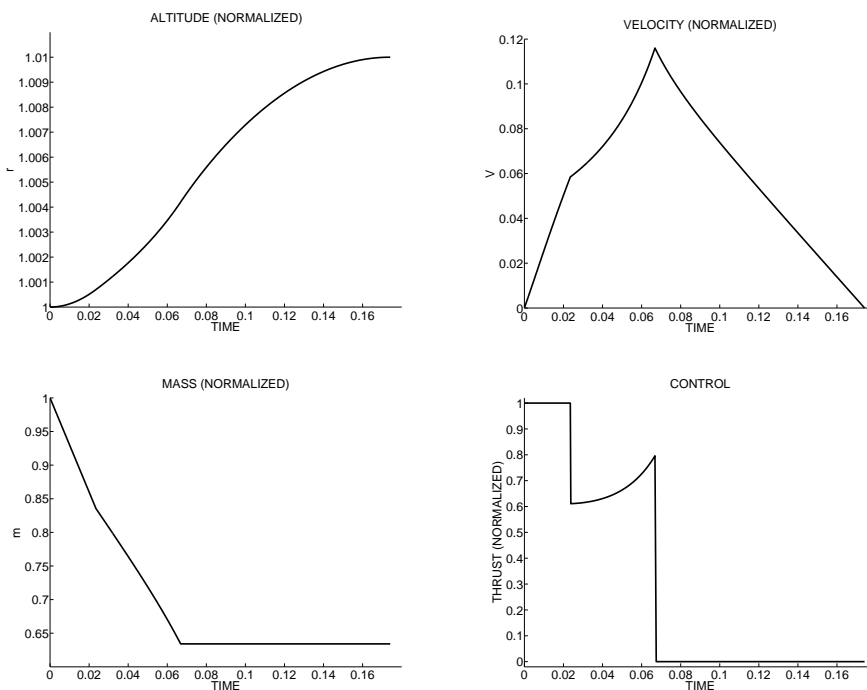 ALTITUDE (NORMALIZED)
1.01
1.009
1.008
1.007
1.006
1.005
1.004
1.003
1.002
1.001
1
r
0 0.02 0.04 0.06 0.08 0.1 0.12 0.14 0.16
TIME
VELOCITY (NORMALIZED)
0.12
0.1
0.08
0.06
0.04
0.02
0
V
0 0.02 0.04 0.06 0.08 0.1 0.12 0.14 0.16
TIME
MASS (NORMALIZED)
1
0.95
0.9
0.85
0.8
0.75
0.7
0.65
m
0 0.02 0.04 0.06 0.08 0.1 0.12 0.14 0.16
TIME
CONTROL
1
0.9
0.8
0.7
0.6
0.5
0.4
0.3
0.2
0.1
0
THRUST (NORMALIZED)
0 0.02 0.04 0.06 0.08 0.1 0.12 0.14 0.16
TIME